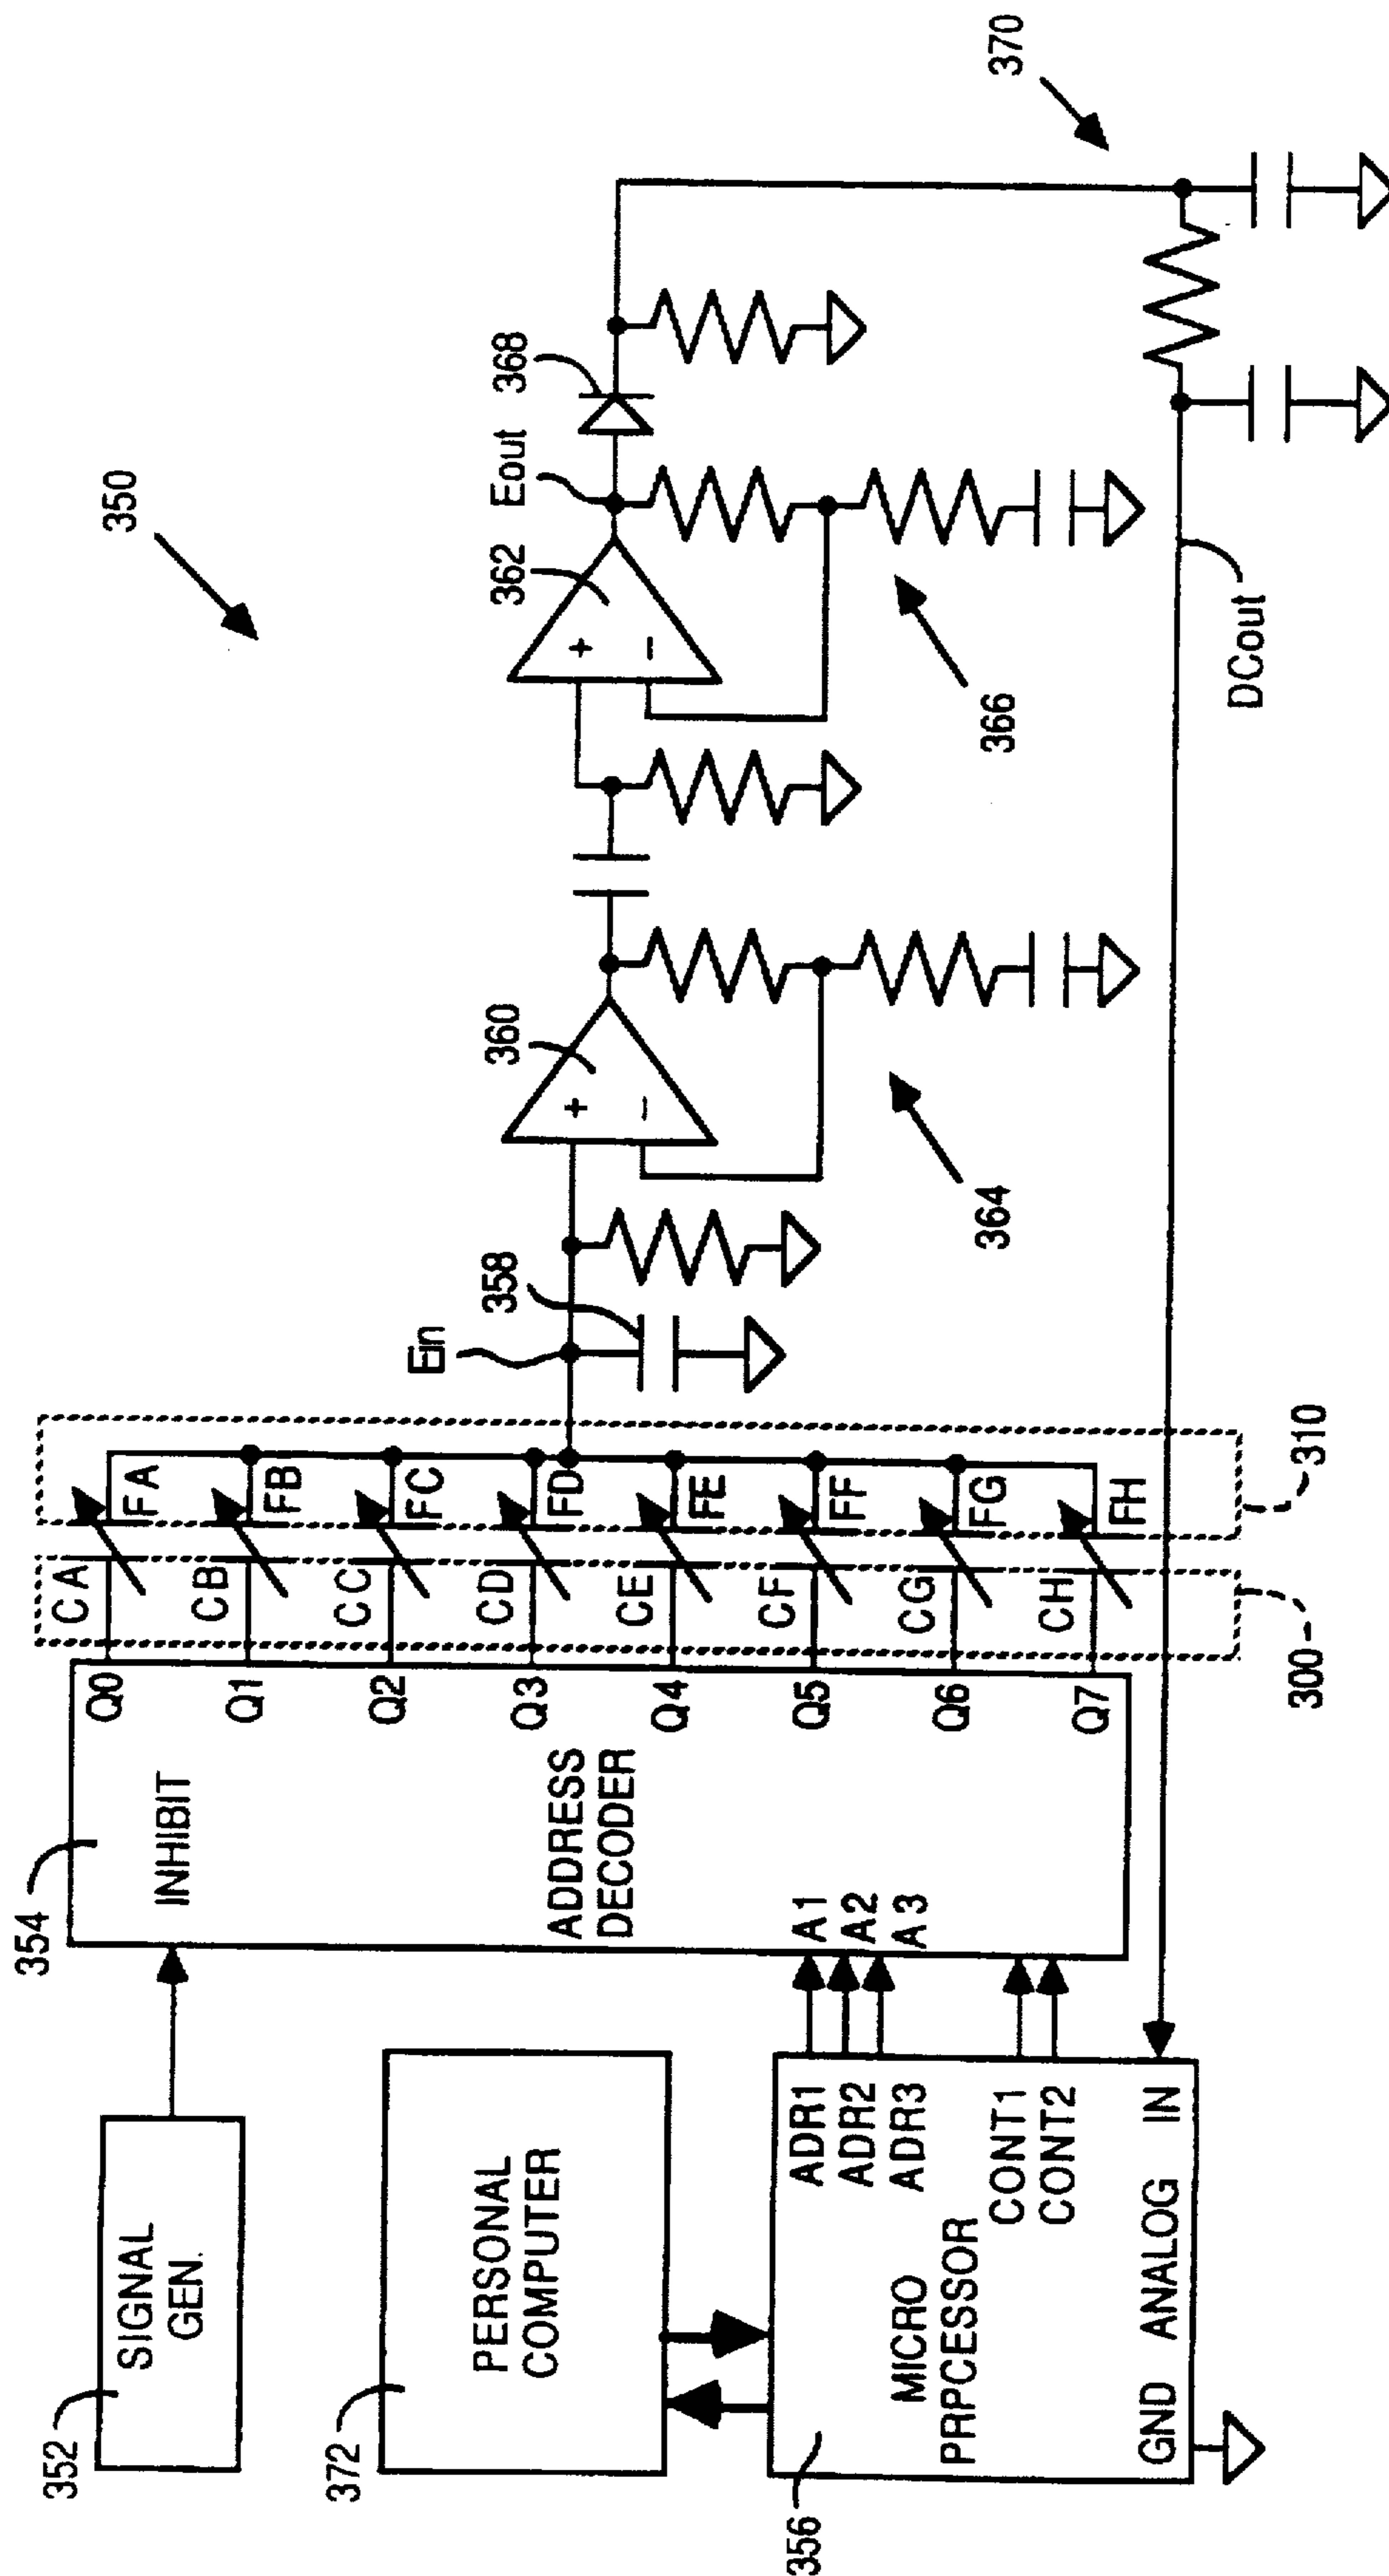 350
352
SIGNAL
GEN.
354
INHIBIT
ADDRESS
DECODER
A1
A2
A3
Q0
Q1
Q2
Q3
Q4
Q5
Q6
Q7
CA
CB
CC
CD
CE
CF
CG
CH
FA
FB
FC
FD
FE
FF
FG
FH
300
310
372
PERSONAL
COMPUTER
356
MICRO
PRPCESSOR
ADR1
ADR2
ADR3
CONT1
CONT2
GND ANALOG IN
Ein
358
360
+
−
364
362
+
−
366
Eout
368
370
DCout